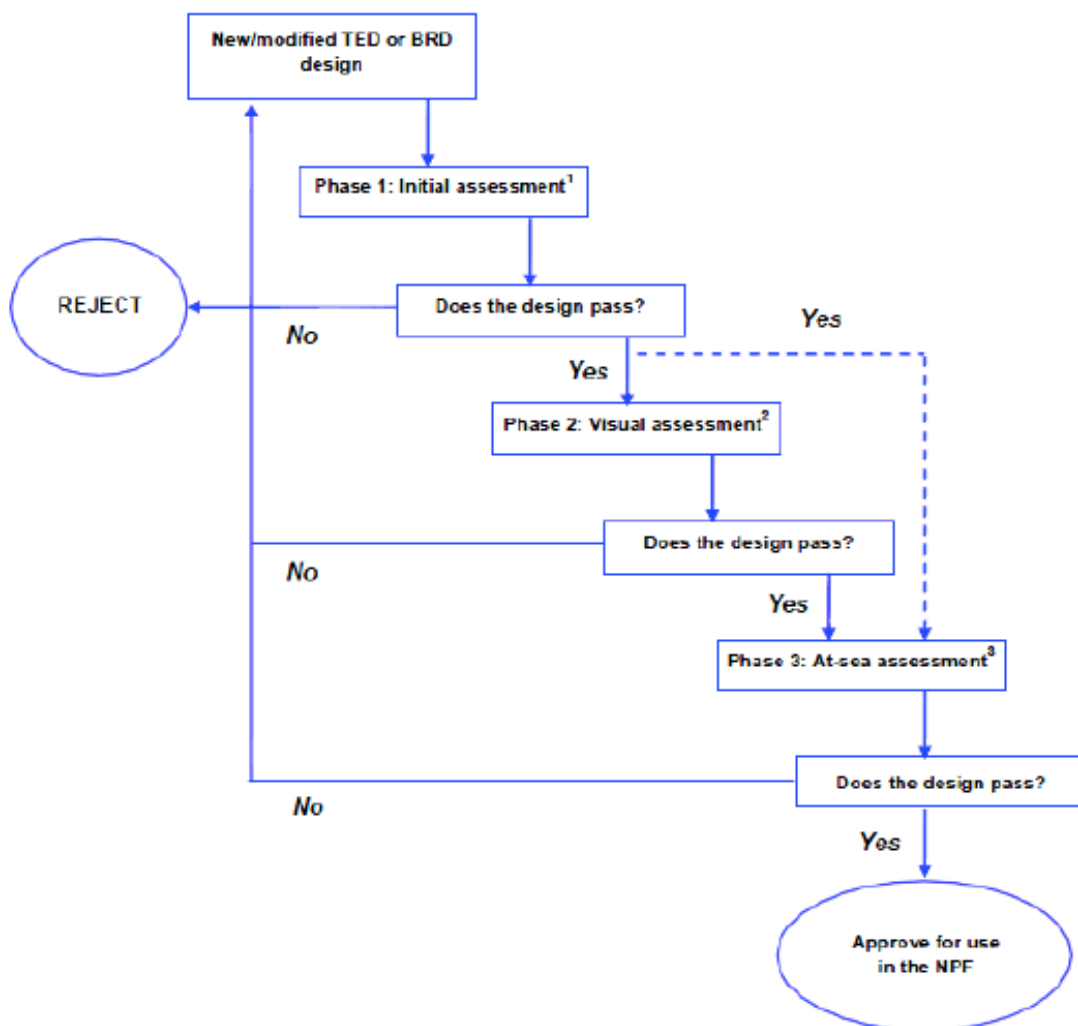 New/modified TED or BRD
design
Phase 1: Initial assessment¹
REJECT
Does the design pass?
No
Yes
Yes
Phase 2: Visual assessment²
Does the design pass?
No
Yes
Phase 3: At-sea assessment³
Does the design pass?
No
Yes
Approve for use
in the NPF